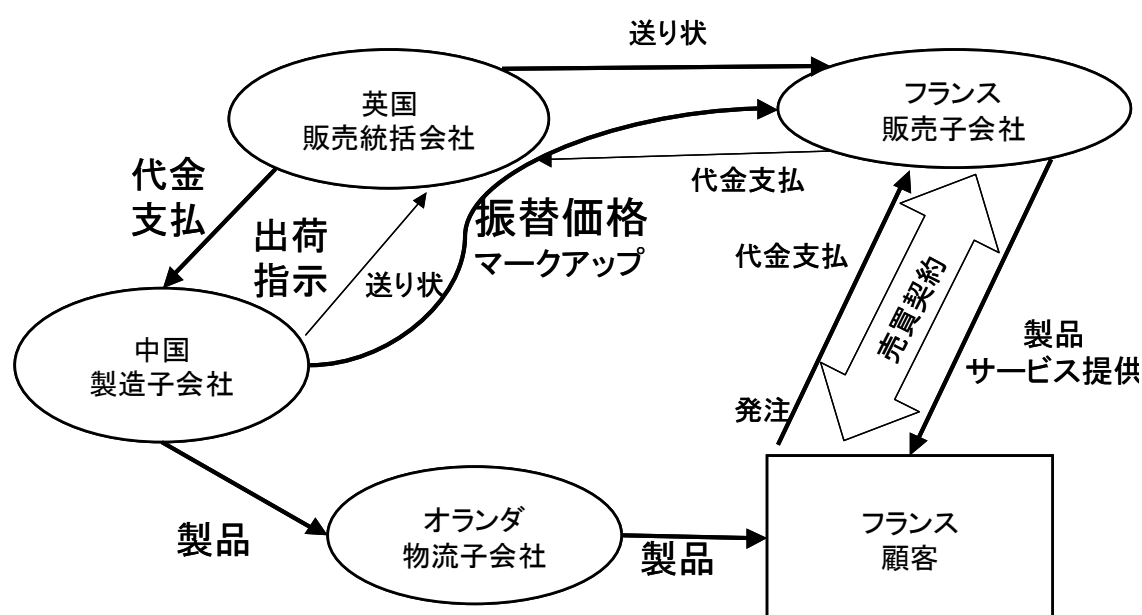 送り状
英国
販売統括会社
フランス
販売子会社
代金
支払
代金支払
出荷
指示
振替価格
マークアップ
送り状
代金支払
売買契約
中国
製造子会社
製品
サービス提供
発注
製品
オランダ
物流子会社
製品
フランス
顧客